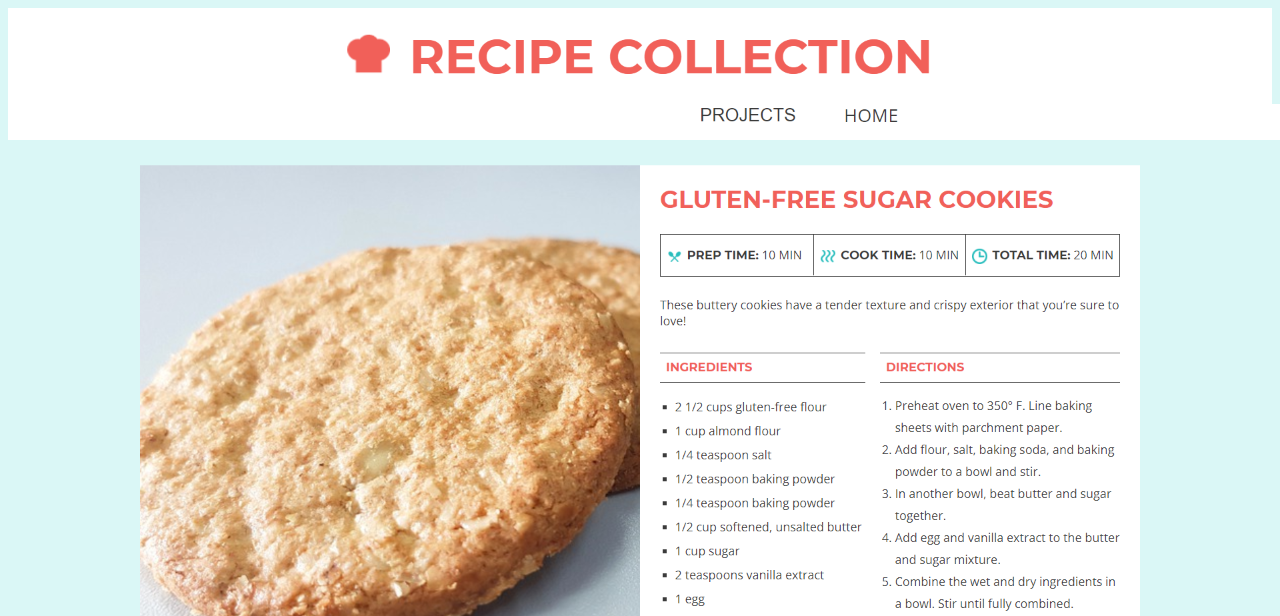 RECIPE COLLECTION
PROJECTS HOME
GLUTEN-FREE SUGAR COOKIES
PREP TIME: 10 MIN COOK TIME: 10 MIN TOTAL TIME: 20 MIN
These buttery cookies have a tender texture and crispy exterior that you’re sure to
love!
INGREDIENTS
▪ 2 1/2 cups gluten-free flour
▪ 1 cup almond flour
▪ 1/4 teaspoon salt
▪ 1/2 teaspoon baking powder
▪ 1/4 teaspoon baking powder
▪ 1/2 cup softened, unsalted butter
▪ 1 cup sugar
▪ 2 teaspoons vanilla extract
▪ 1 egg
DIRECTIONS
1. Preheat oven to 350° F. Line baking
sheets with parchment paper.
2. Add flour, salt, baking soda, and baking
powder to a bowl and stir.
3. In another bowl, beat butter and sugar
together.
4. Add egg and vanilla extract to the butter
and sugar mixture.
5. Combine the wet and dry ingredients in
a bowl. Stir until fully combined.